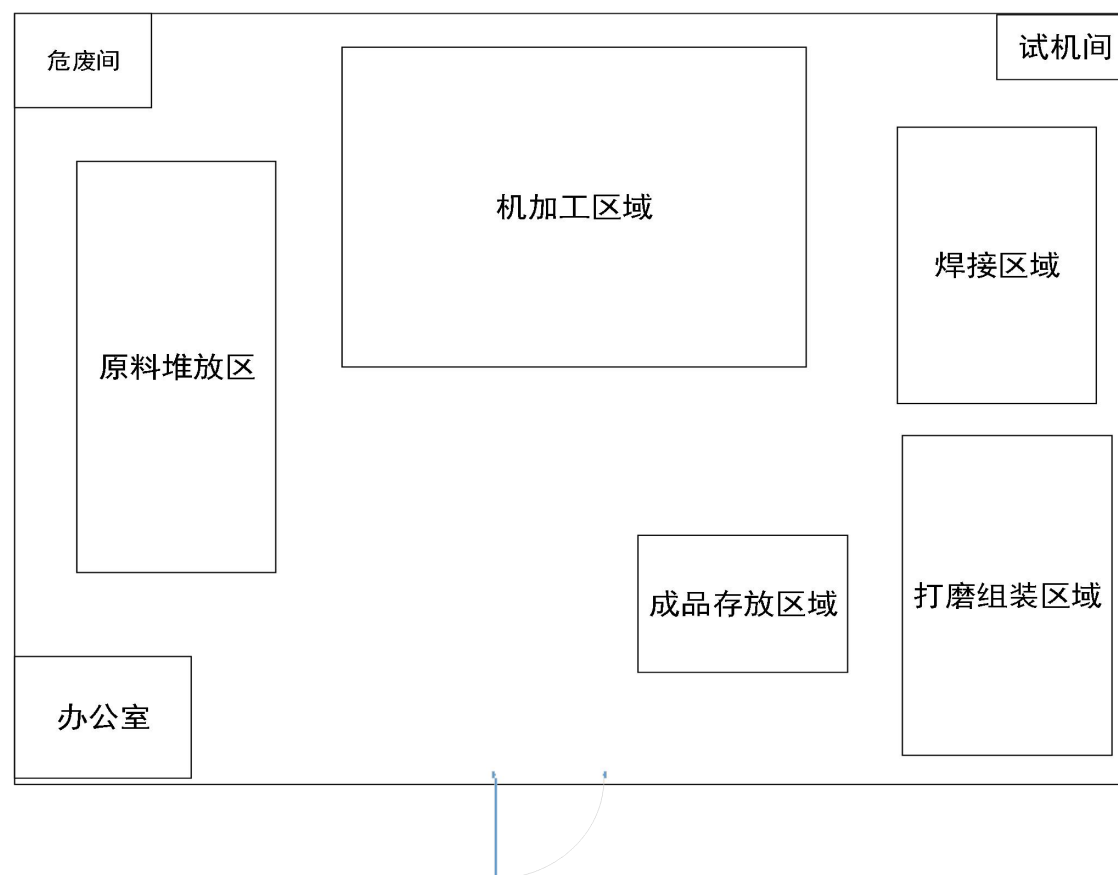 危废间
试机间
机加工区域
焊接区域
原料堆放区
成品存放区域
打磨组装区域
办公室